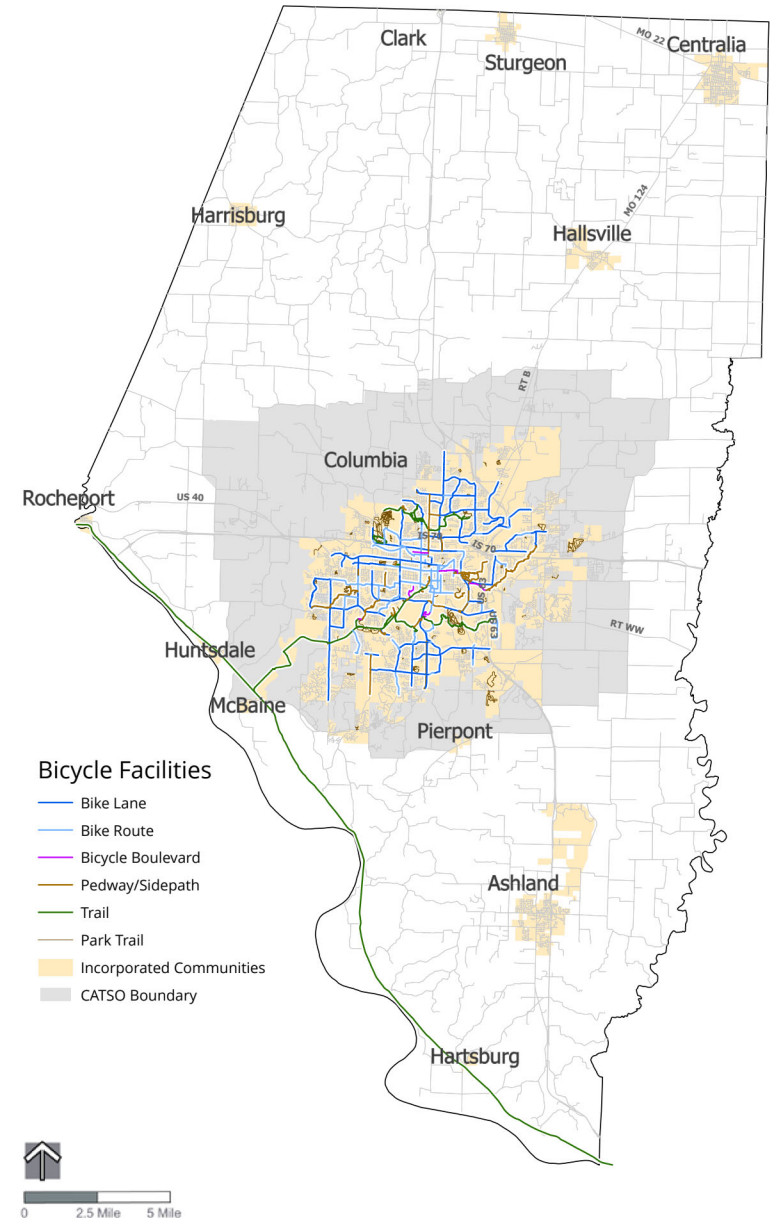 Clark
MO 22
Centralia
Sturgeon
MO 124
Harrisburg
Hallsville
RT B
Columbia
Rocheport
US 40
IS 70
IS 70
US 63
US 63
RT WW
Huntsdale
McBaine
Pierpont
Bicycle Facilities
Bike Lane
Bike Route
Bicycle Boulevard
Pedway/Sidepath
Trail
Park Trail
Incorporated Communities
CATSO Boundary
Ashland
Hartsburg
0 2.5 Mile 5 Mile